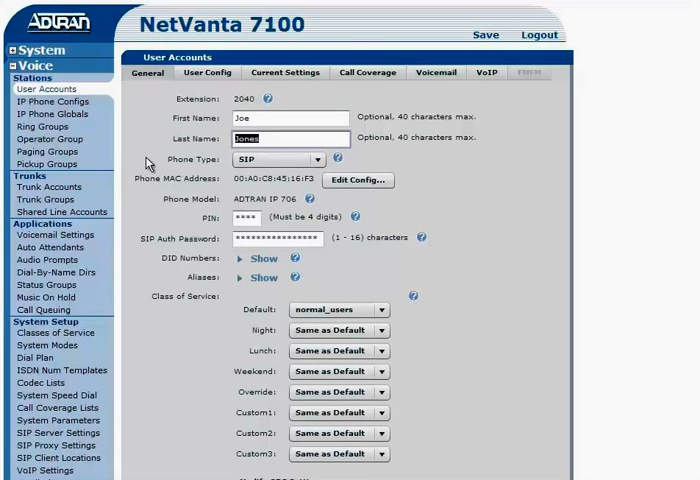 ADTRAN
NetVanta 7100
Save
Logout
System
Voice
Stations
User Accounts
IP Phone Configs
IP Phone Globals
Ring Groups
Operator Group
Paging Groups
Pickup Groups
Trunks
Trunk Accounts
Trunk Groups
Shared Line Accounts
Applications
Voicemail Settings
Auto Attendants
Audio Prompts
Dial-By-Name Dirs
Status Groups
Music On Hold
Call Queuing
System Setup
Classes of Service
System Modes
Dial Plan
ISDN Num Templates
Codec Lists
System Speed Dial
Call Coverage Lists
System Parameters
SIP Server Settings
SIP Proxy Settings
SIP Client Locations
VoIP Settings
User Accounts
General User Config Current Settings Call Coverage Voicemail VoIP FMFM
Extension: 2040 ?
First Name: Joe Optional, 40 characters max.
Last Name: Jones Optional, 40 characters max.
Phone Type: SIP ?
Phone MAC Address: 00:A0:C8:45:16:F3 Edit Config...
Phone Model: ADTRAN IP 706 ?
PIN: **** (Must be 4 digits) ?
SIP Auth Password: **************** (1 - 16) characters ?
DID Numbers: Show ?
Aliases: Show ?
Class of Service: ?
Default: normal_users
Night: Same as Default
Lunch: Same as Default
Weekend: Same as Default
Override: Same as Default
Custom1: Same as Default
Custom2: Same as Default
Custom3: Same as Default